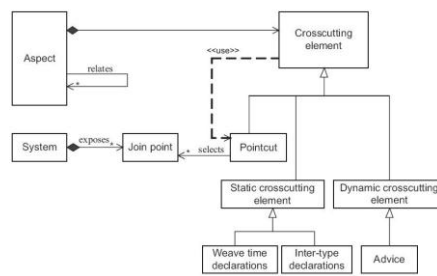 Crosscutting
element
<<use>>
Aspect
relates
*
System
exposes
*
Join point
*
selects
Pointcut
Static crosscutting
element
Dynamic crosscutting
element
Weave time
declarations
Inter-type
declarations
Advice